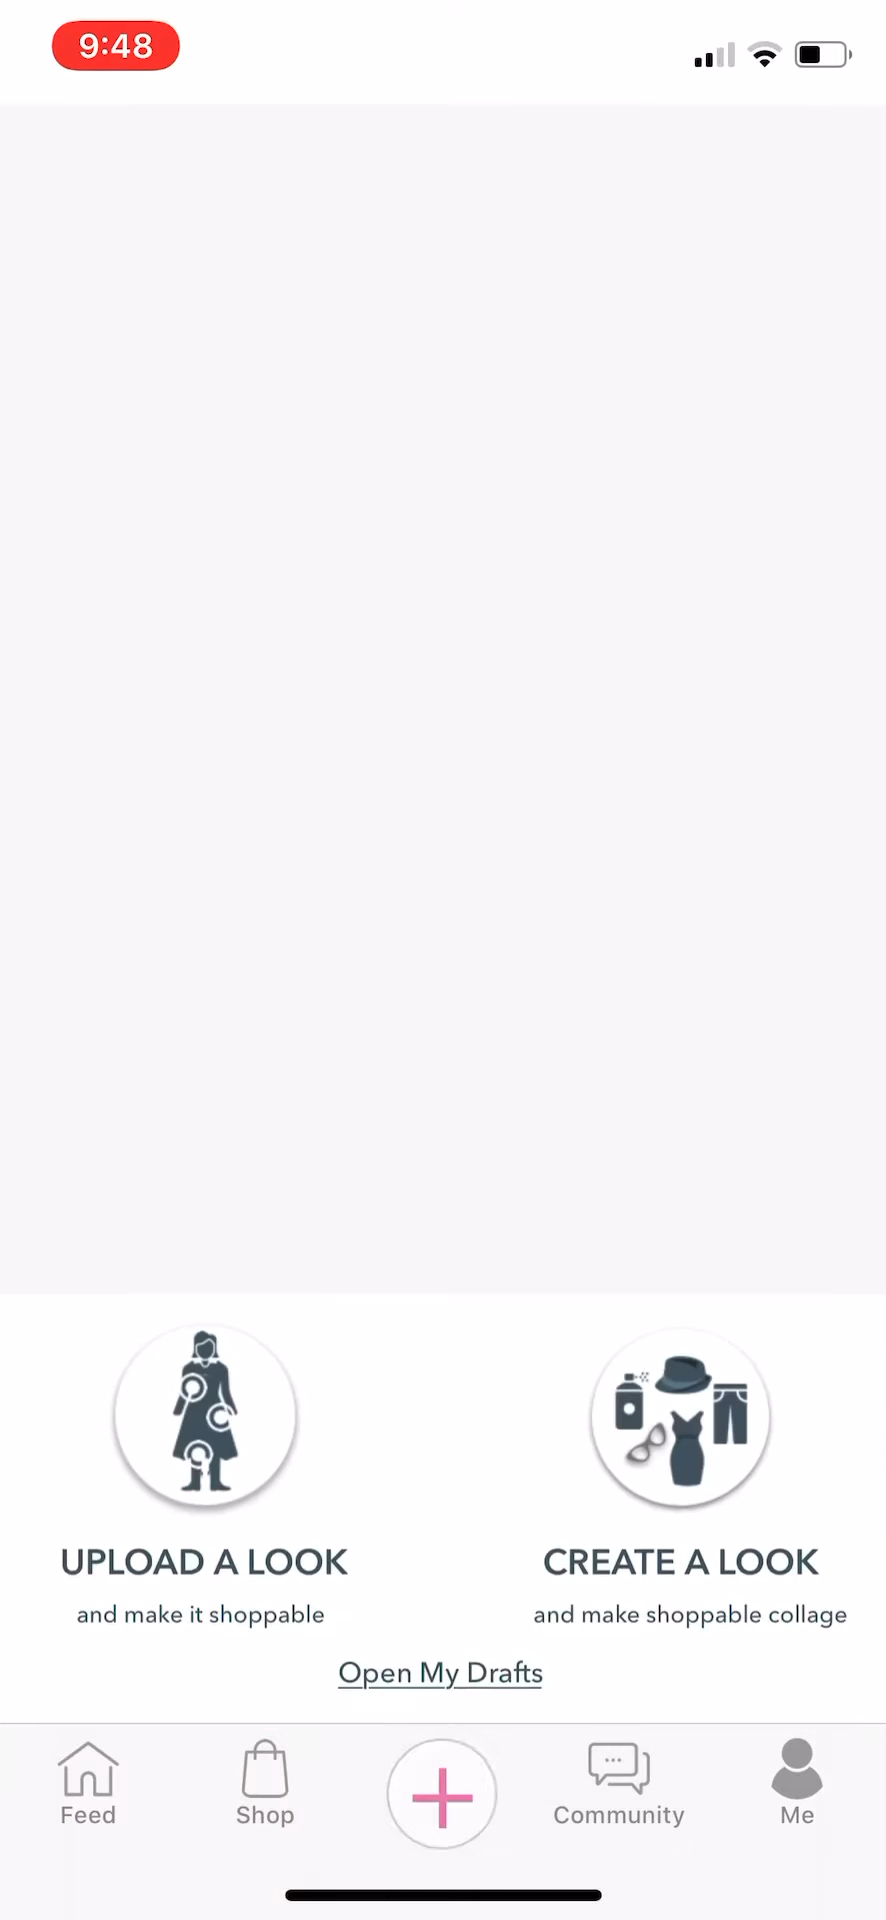 9:48
UPLOAD A LOOK
and make it shoppable
CREATE A LOOK
and make shoppable collage
Open My Drafts
Feed
Shop
Community
Me